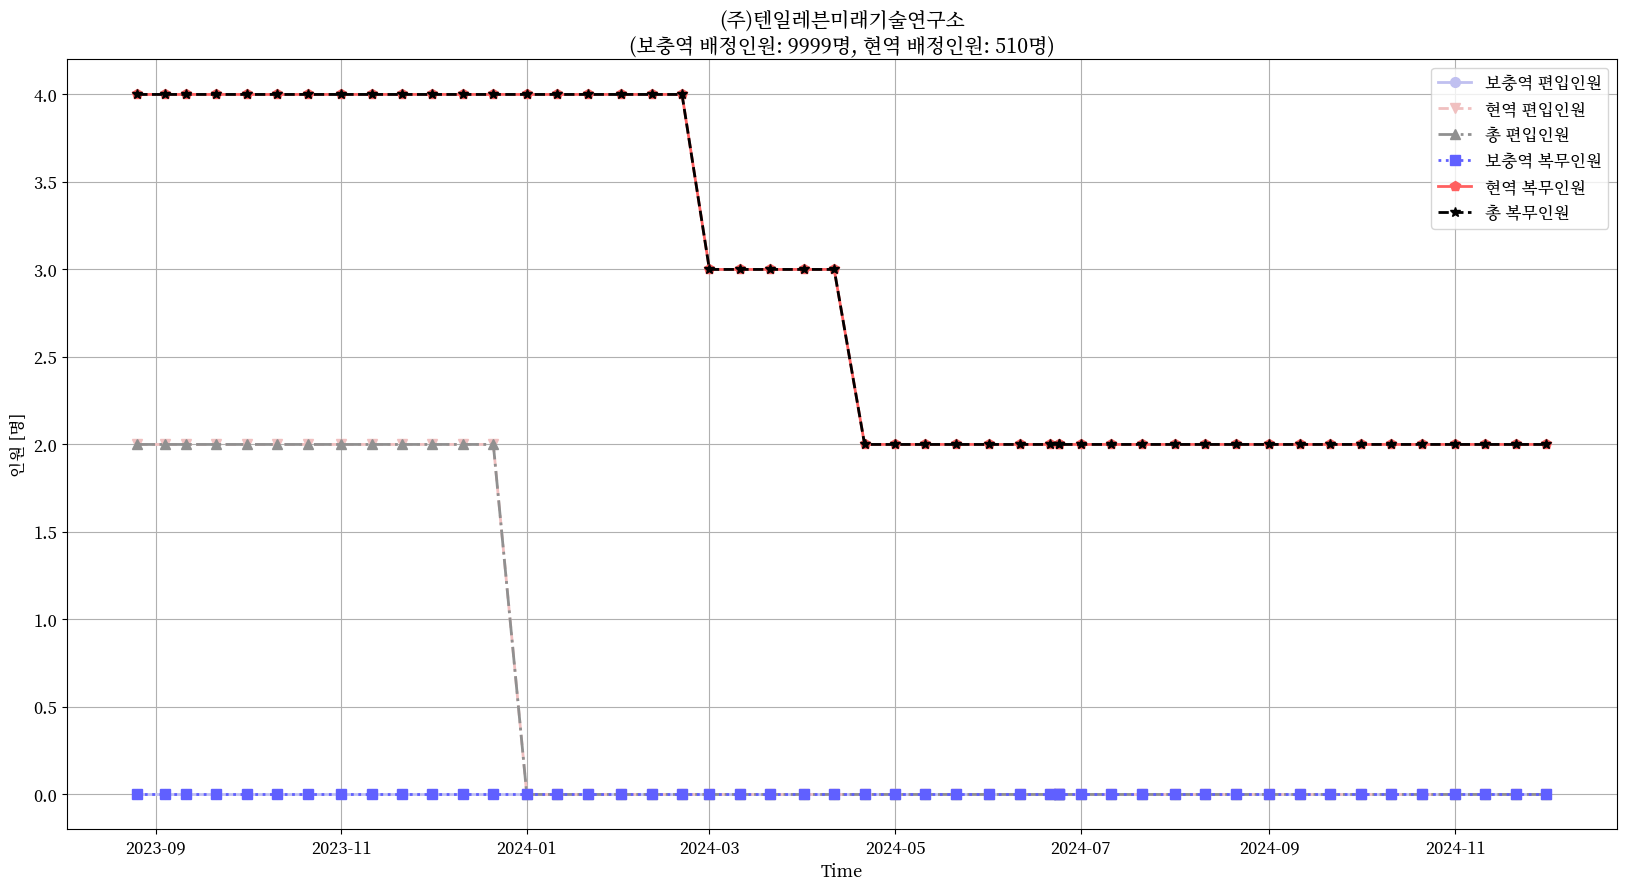 (주)텐일레븐미래기술연구소
(보충역 배정인원: 9999명, 현역 배정인원: 510명)
보충역 편입인원
현역 편입인원
총 편입인원
보충역 복무인원
현역 복무인원
총 복무인원
인원 [명]
4.0
3.5
3.0
2.5
2.0
1.5
1.0
0.5
0.0
2023-09 2023-11 2024-01 2024-03 2024-05 2024-07 2024-09 2024-11
Time